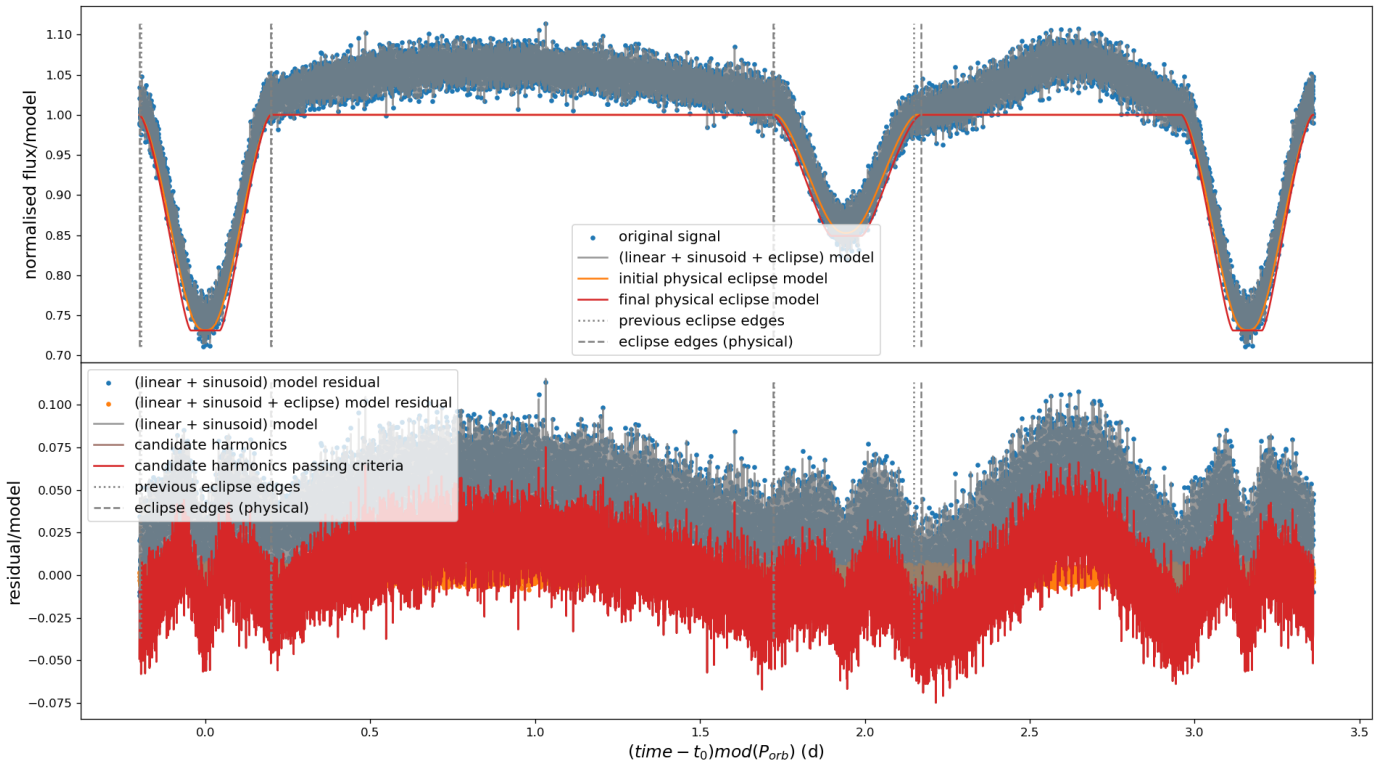 normalised flux/model
1.10
1.05
1.00
0.95
0.90
0.85
0.80
0.75
0.70
original signal
(linear + sinusoid + eclipse) model
initial physical eclipse model
final physical eclipse model
previous eclipse edges
eclipse edges (physical)
residual/model
0.100
0.075
0.050
0.025
0.000
−0.025
−0.050
−0.075
(linear + sinusoid) model residual
(linear + sinusoid + eclipse) model residual
(linear + sinusoid) model
candidate harmonics
candidate harmonics passing criteria
previous eclipse edges
eclipse edges (physical)
0.0 0.5 1.0 1.5 2.0 2.5 3.0 3.5
(time − t₀)mod(P_orb) (d)